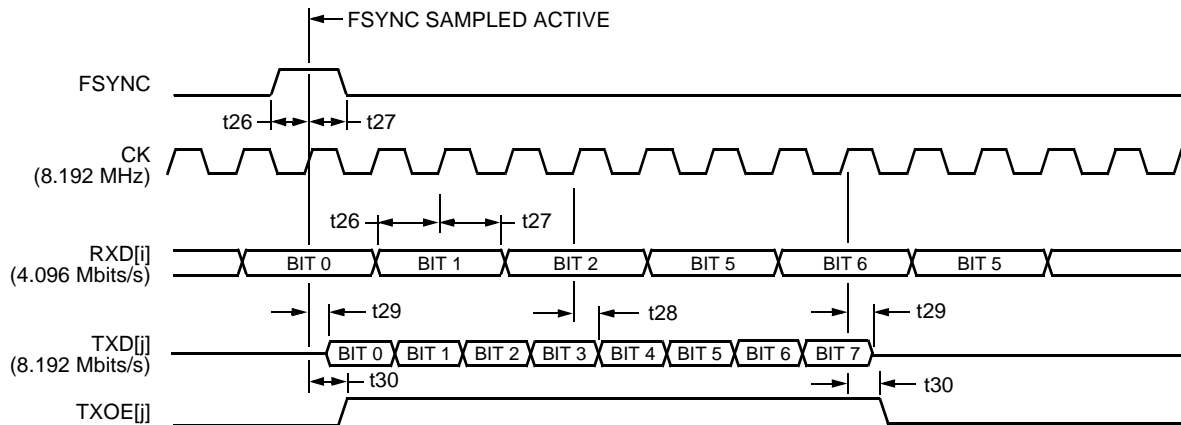 FSYNC SAMPLED ACTIVE
FSYNC
t26
t27
CK
(8.192 MHz)
t26
t27
RXD[i]
(4.096 Mbits/s)
BIT 0
BIT 1
BIT 2
BIT 5
BIT 6
BIT 5
t29
t28
t29
TXD[j]
(8.192 Mbits/s)
BIT 0
BIT 1
BIT 2
BIT 3
BIT 4
BIT 5
BIT 6
BIT 7
t30
t30
TXOE[j]